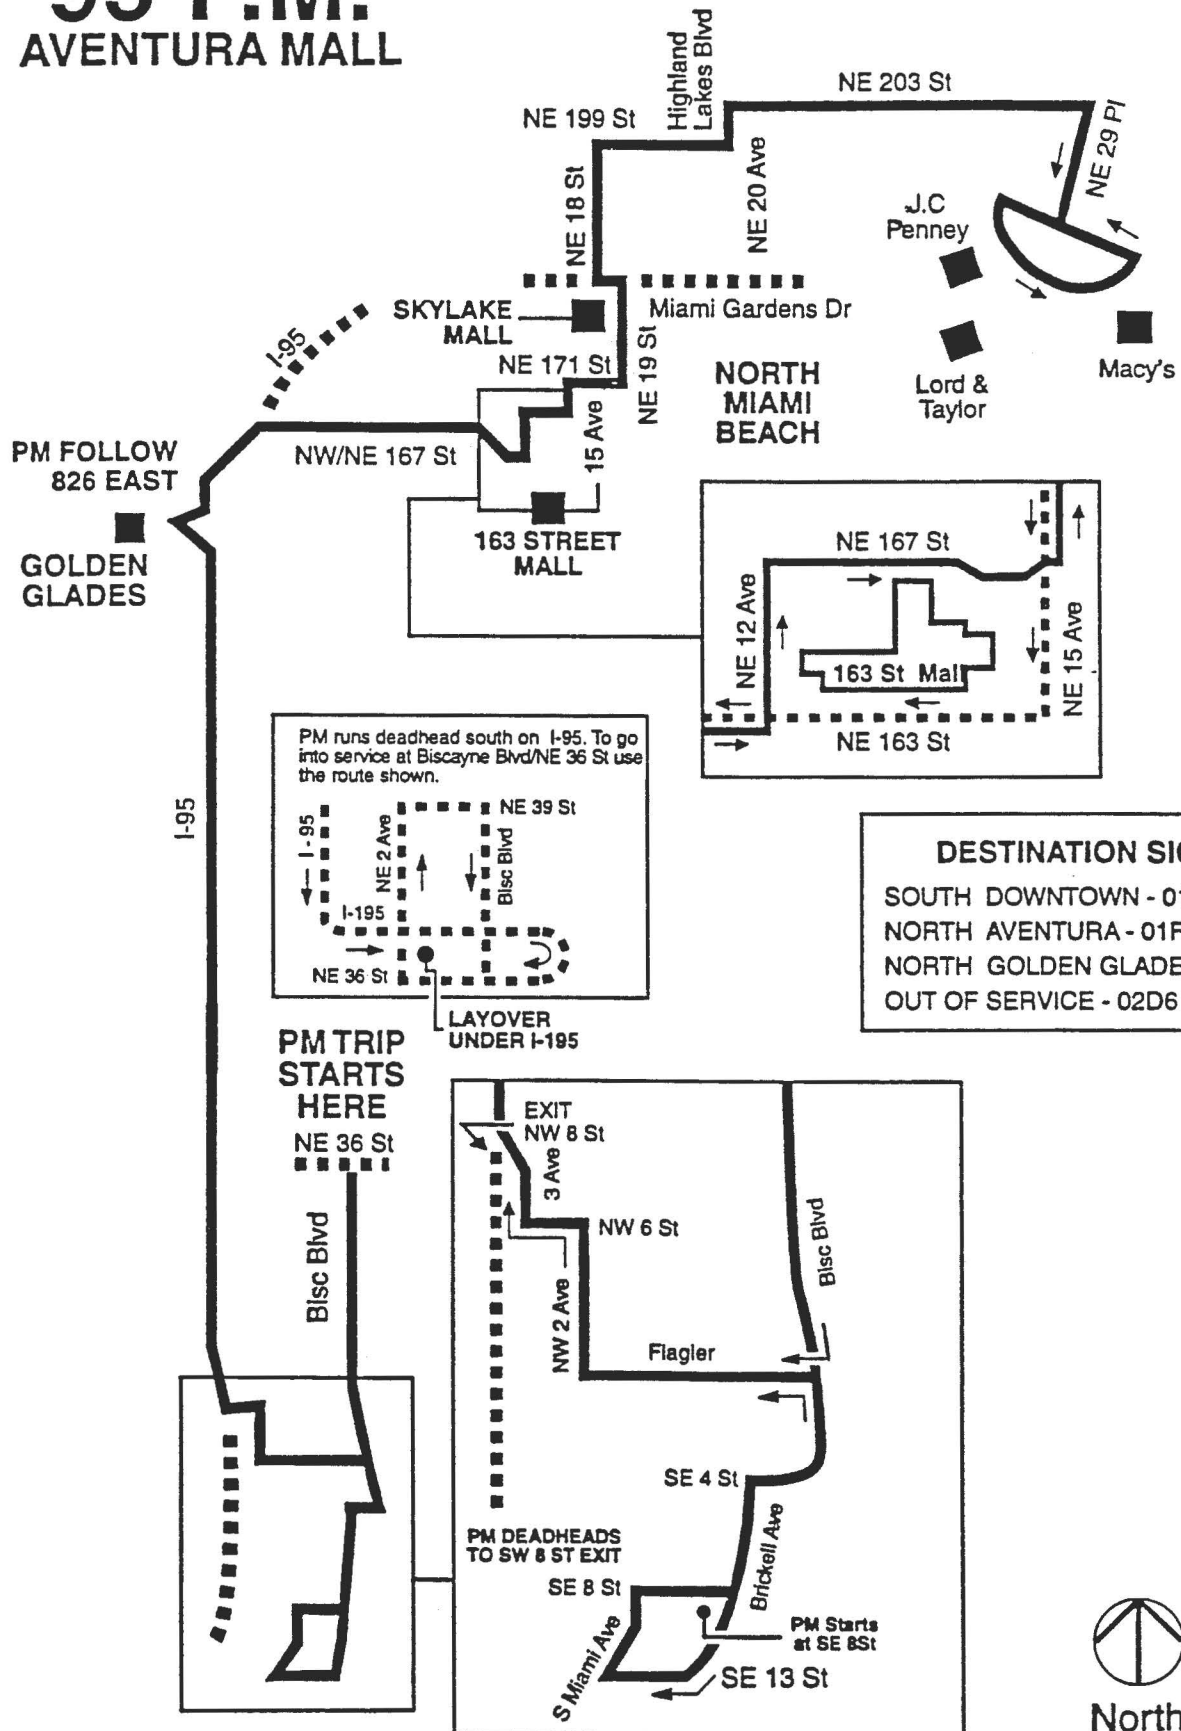 95 P.M.
AVENTURA MALL
Highland
Lakes Blvd
NE 203 St
NE 199 St
NE 29 Pl
NE 18 St
NE 20 Ave
J.C
Penney
SKYLAKE
MALL
Miami Gardens Dr
I-95
NE 171 St
NE 19 St
NORTH
MIAMI
BEACH
Lord &
Taylor
Macy's
PM FOLLOW
826 EAST
NW/NE 167 St
15 Ave
GOLDEN
GLADES
163 STREET
MALL
NE 167 St
NE 12 Ave
163 St Mall
NE 15 Ave
NE 163 St
PM runs deadhead south on I-95. To go
into service at Biscayne Blvd/NE 36 St use
the route shown.
I-95
I-95
NE 2 Ave
NE 39 St
Bisc Blvd
I-195
NE 36 St
LAYOVER
UNDER I-195
DESTINATION SI
SOUTH DOWNTOWN - 01
NORTH AVENTURA - 01
NORTH GOLDEN GLADE
OUT OF SERVICE - 02D6
PM TRIP
STARTS
HERE
NE 36 St
Bisc Blvd
EXIT
NW 8 St
3 Ave
NW 6 St
Bisc Blvd
NW 2 Ave
Flagler
SE 4 St
PM DEADHEADS
TO SW 8 ST EXIT
Brickell Ave
SE 8 St
PM Starts
at SE 8St
S Miami Ave
SE 13 St
North